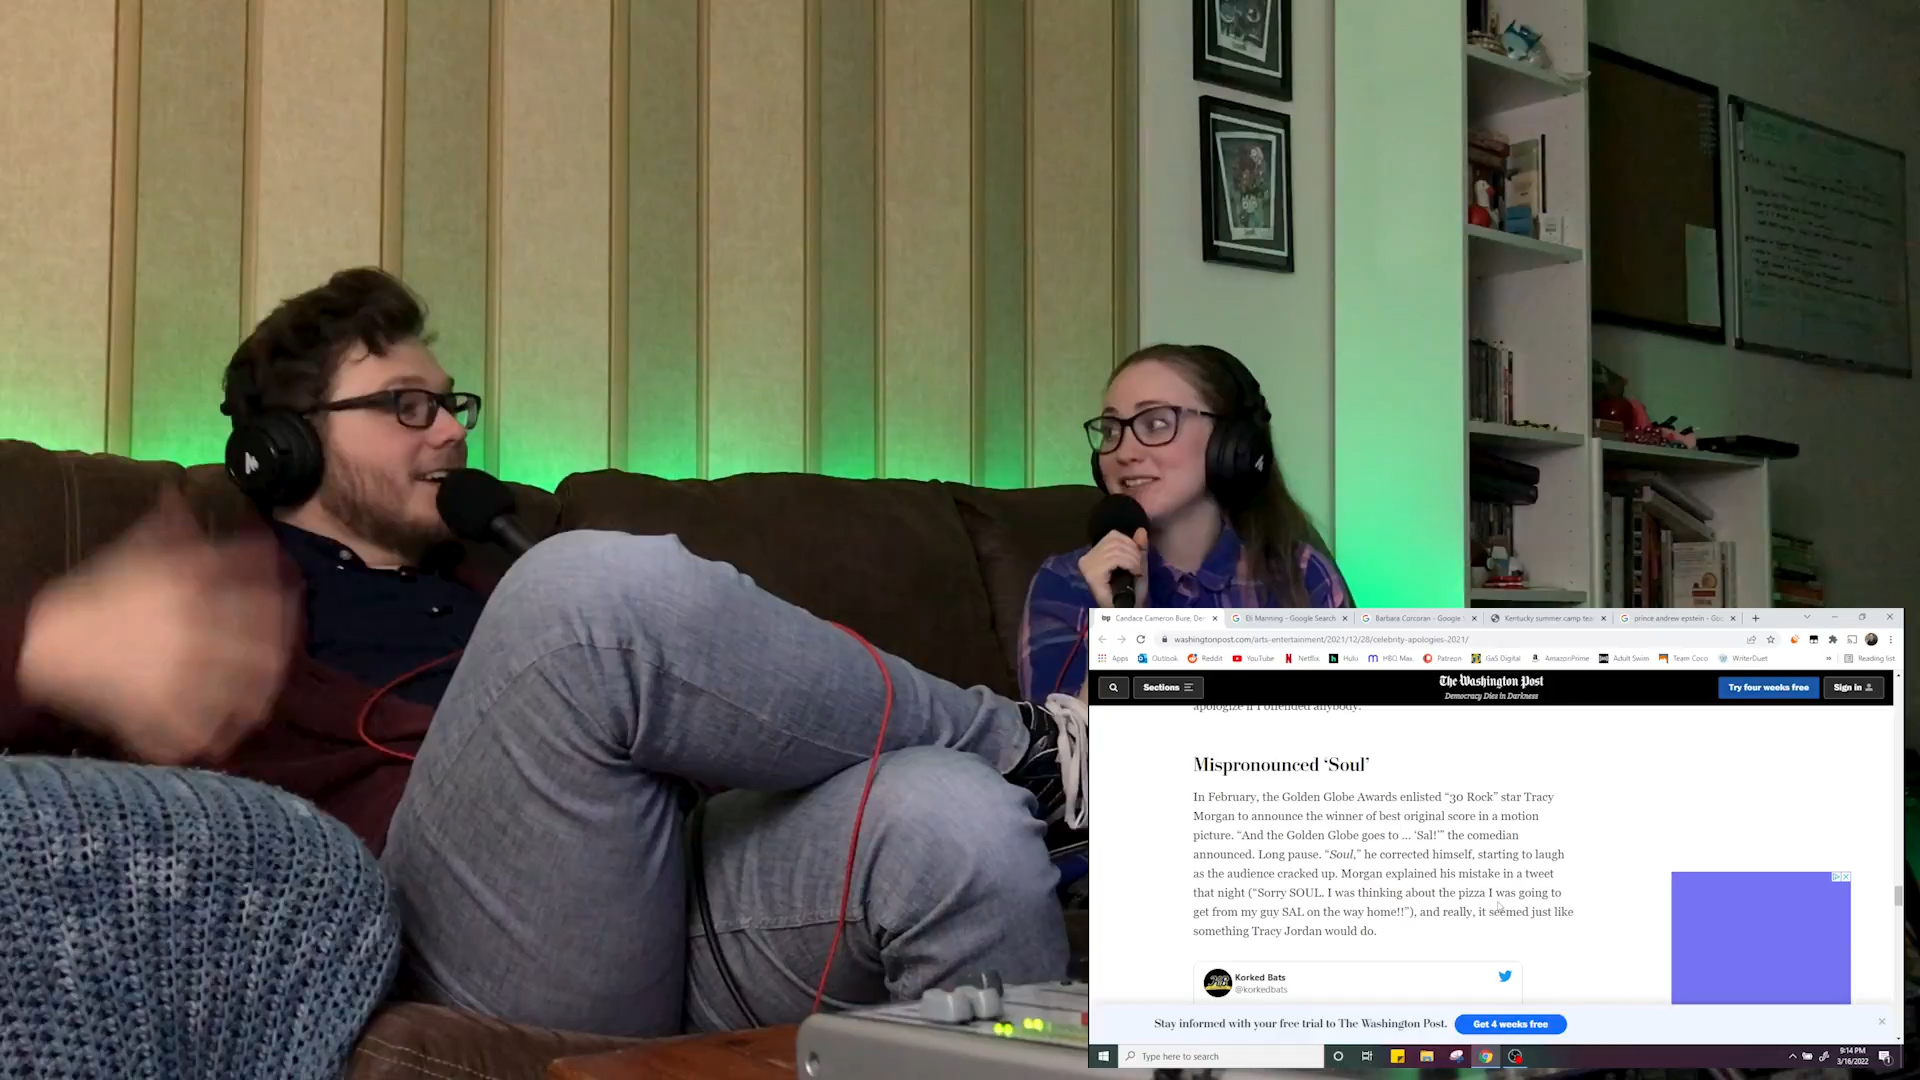 Candace Cameron Bure, De
Eli Manning - Google Search
Barbara Corcoran - Google
Kentucky summer camp tea
prince andrew epstein - Goo
washingtonpost.com/arts-entertainment/2021/12/28/celebrity-apologies-2021/
Apps
Outlook
Reddit
YouTube
Netflix
Hulu
HBO Max
Patreon
GaS Digital
AmazonPrime
Adult Swim
Team Coco
WriterDuet
»
Reading list
Sections
The Washington Post
Democracy Dies in Darkness
Try four weeks free
Sign in
apologize if I offended anybody.
Mispronounced ‘Soul’
In February, the Golden Globe Awards enlisted “30 Rock” star Tracy
Morgan to announce the winner of best original score in a motion
picture. “And the Golden Globe goes to ... ‘Sal!’” the comedian
announced. Long pause. “Soul,” he corrected himself, starting to laugh
as the audience cracked up. Morgan explained his mistake in a tweet
that night (“Sorry SOUL. I was thinking about the pizza I was going to
get from my guy SAL on the way home!!”), and really, it seemed just like
something Tracy Jordan would do.
Korked Bats
@korkedbats
Stay informed with your free trial to The Washington Post.
Get 4 weeks free
Type here to search
9:14 PM
3/16/2022